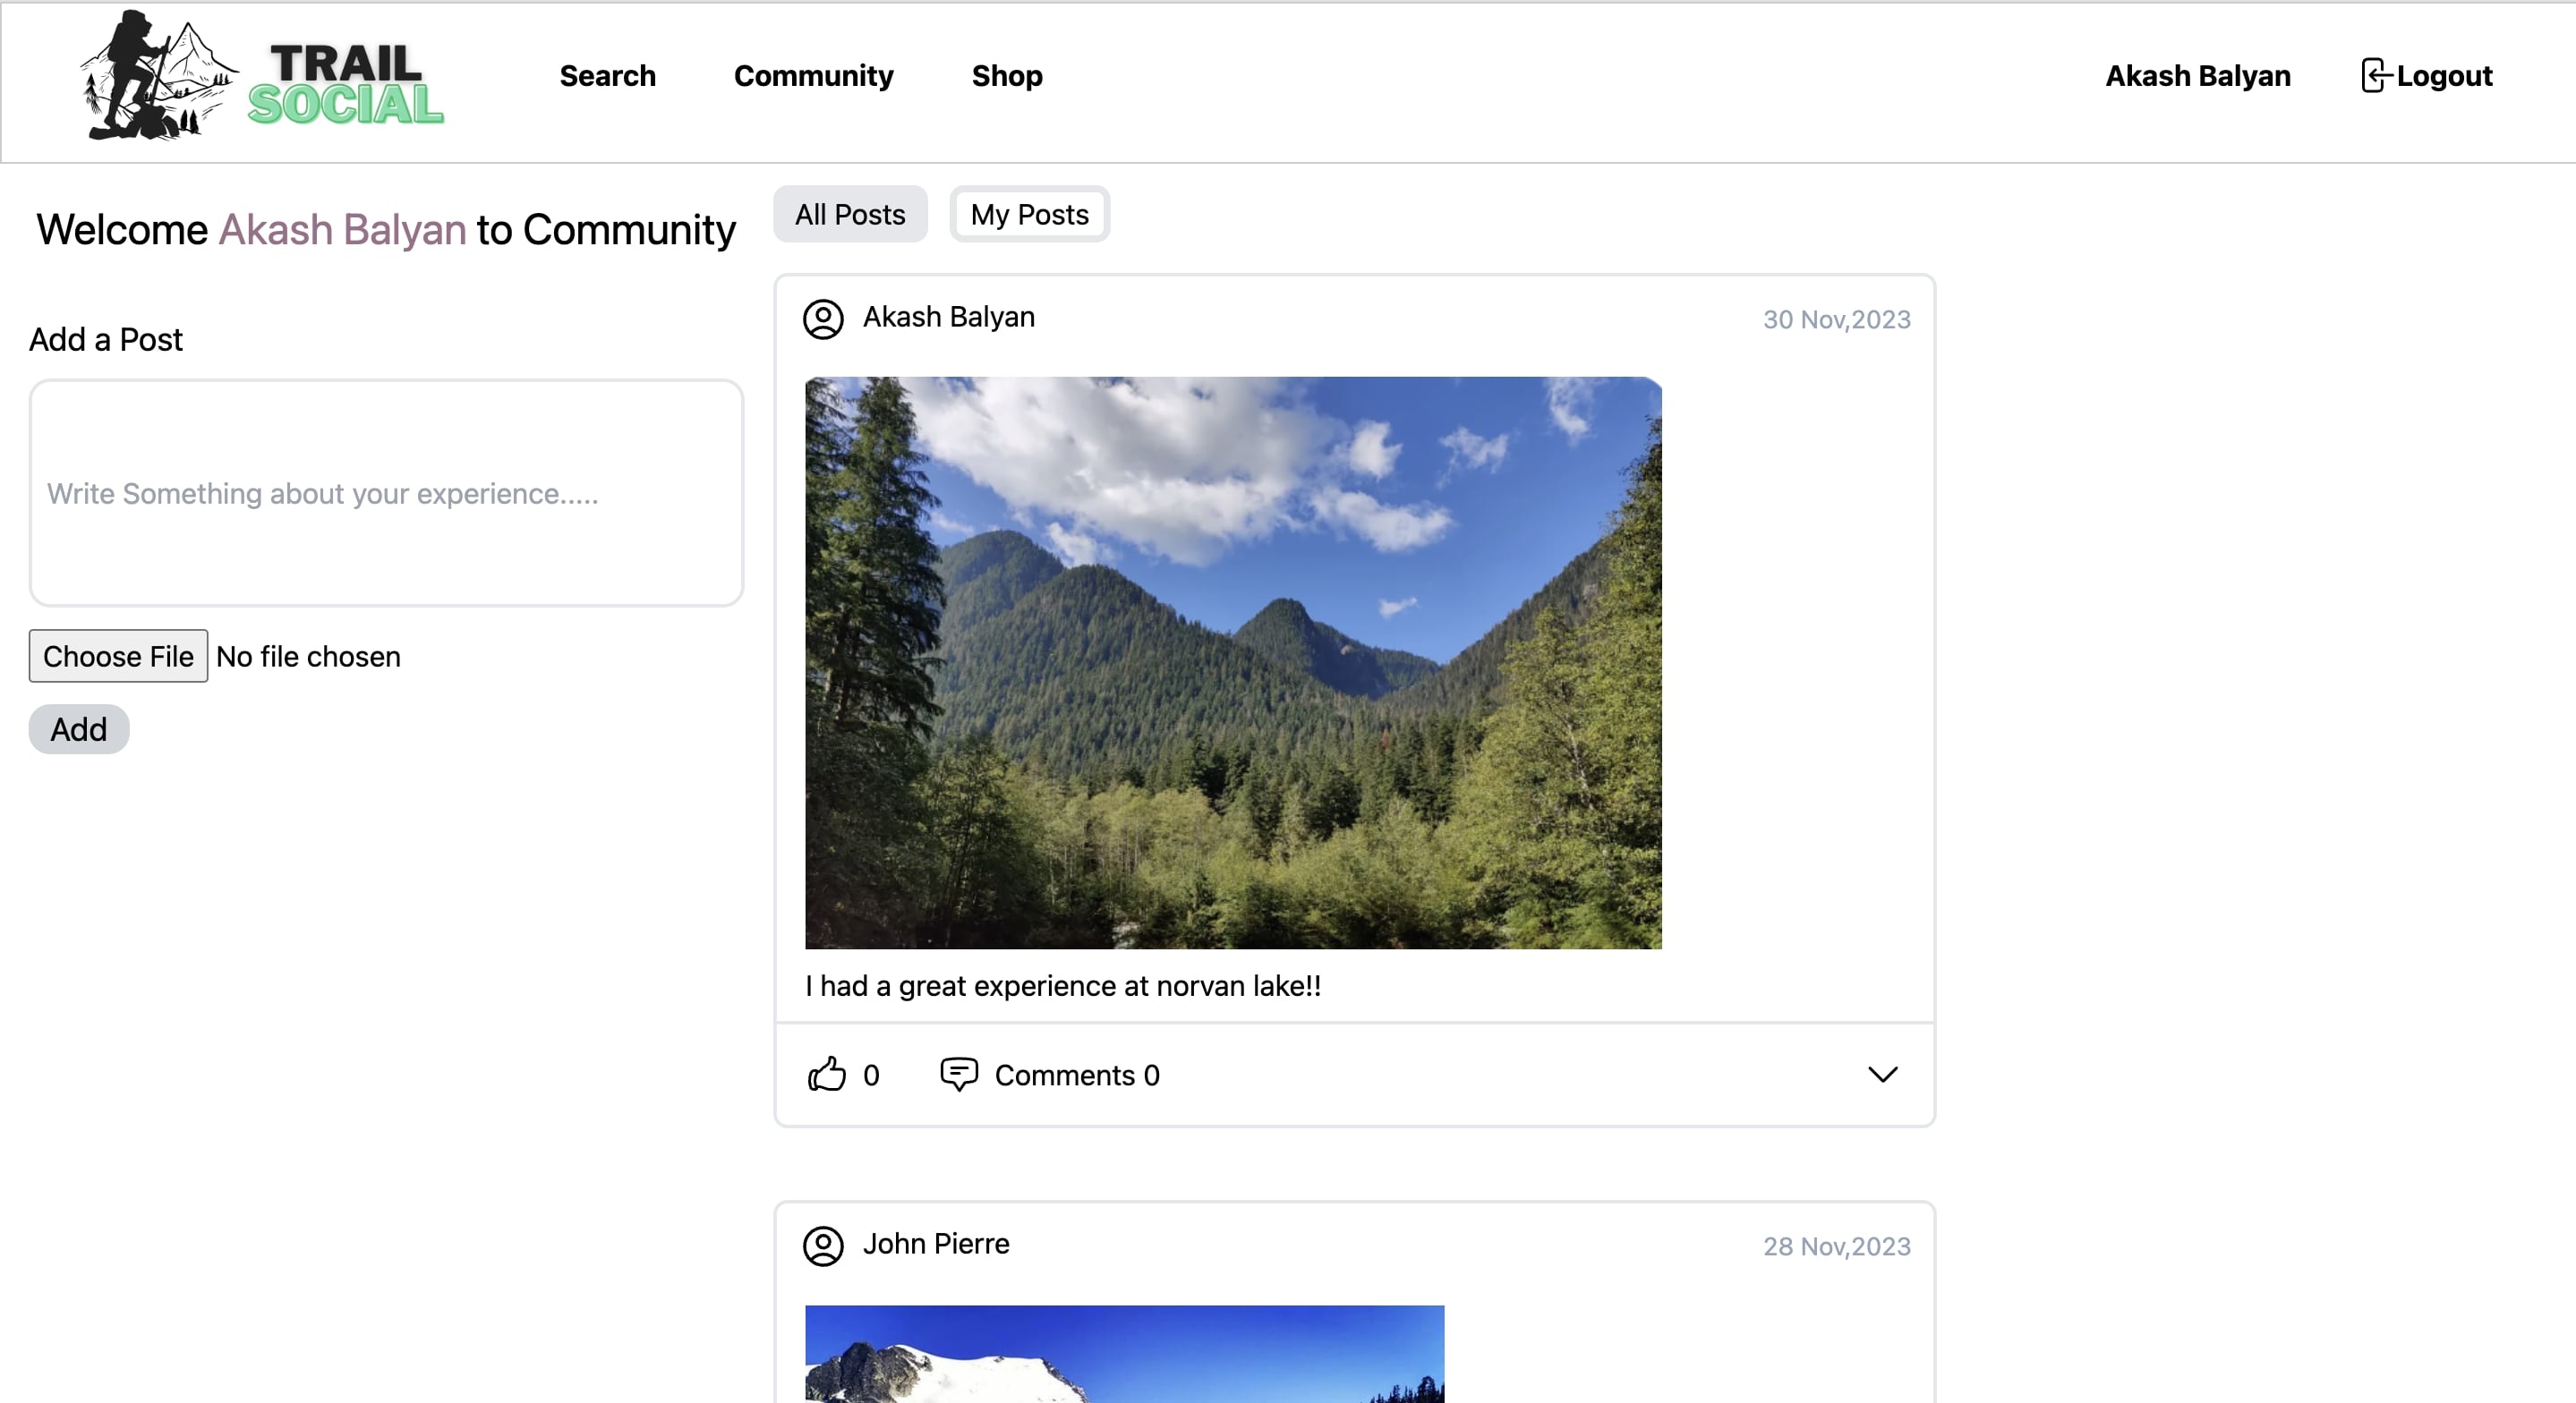 TRAIL
SOCIAL
Search
Community
Shop
Akash Balyan
Logout
Welcome Akash Balyan to Community
Add a Post
Write Something about your experience.....
Choose File No file chosen
Add
All Posts
My Posts
Akash Balyan
30 Nov,2023
I had a great experience at norvan lake!!
0
Comments 0
John Pierre
28 Nov,2023